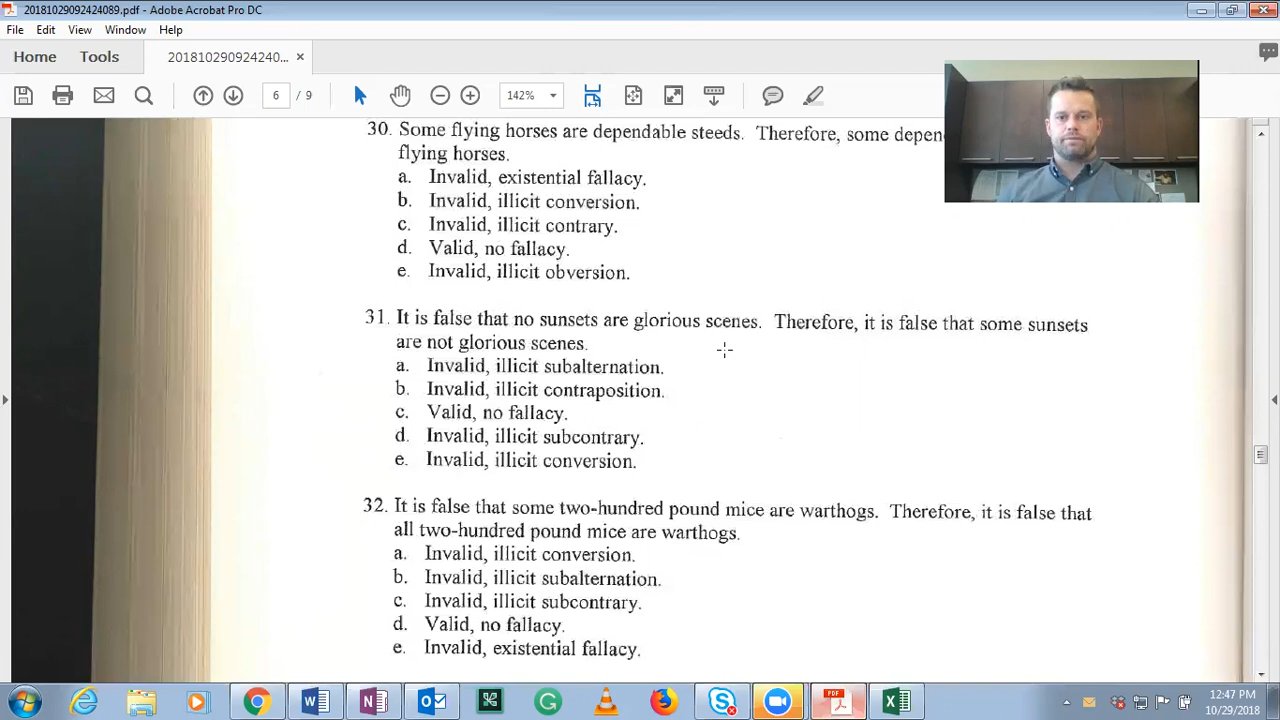 20181029092424089.pdf - Adobe Acrobat Pro DC
File Edit View Window Help
Home Tools 201810290924240... ×
6 / 9 142%
30. Some flying horses are dependable steeds. Therefore, some
flying horses.
a. Invalid, existential fallacy.
b. Invalid, illicit conversion.
c. Invalid, illicit contrary.
d. Valid, no fallacy.
e. Invalid, illicit obversion.
31. It is false that no sunsets are glorious scenes. Therefore, it is false that some sunsets
are not glorious scenes.
a. Invalid, illicit subalternation.
b. Invalid, illicit contraposition.
c. Valid, no fallacy.
d. Invalid, illicit subcontrary.
e. Invalid, illicit conversion.
32. It is false that some two-hundred pound mice are warthogs. Therefore, it is false that
all two-hundred pound mice are warthogs.
a. Invalid, illicit conversion.
b. Invalid, illicit subalternation.
c. Invalid, illicit subcontrary.
d. Valid, no fallacy.
e. Invalid, existential fallacy.
12:47 PM
10/29/2018